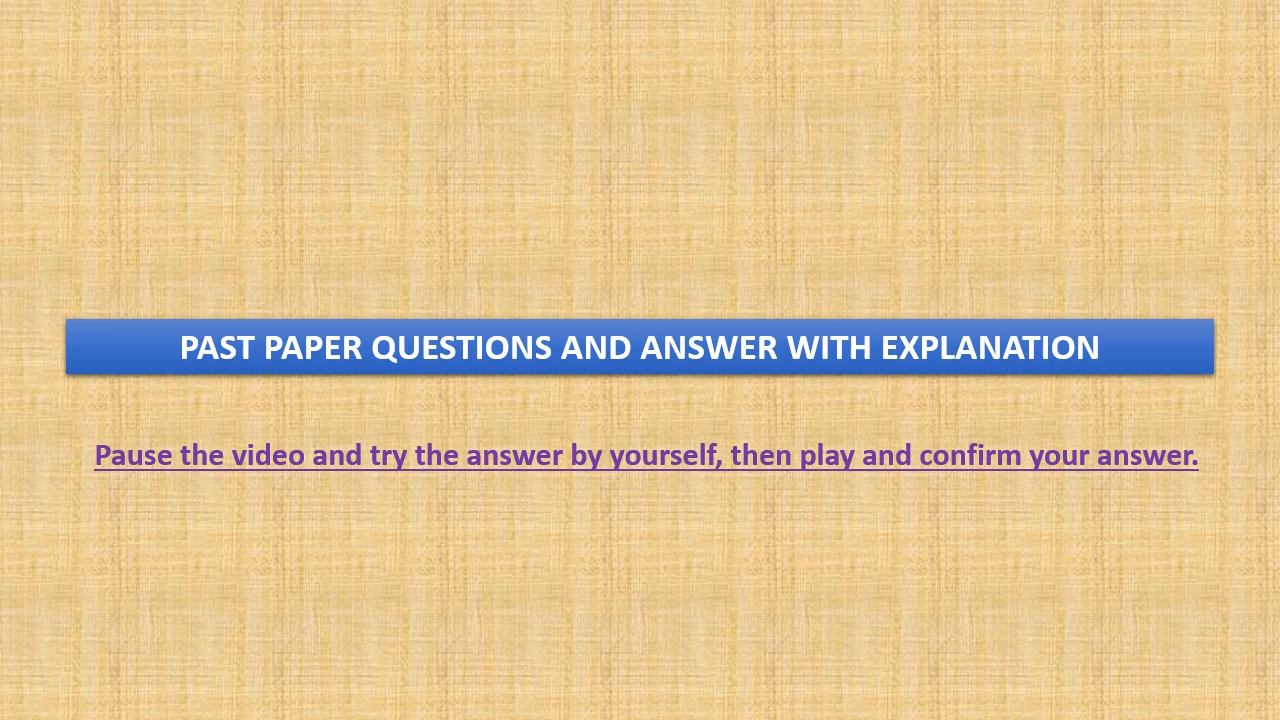 PAST PAPER QUESTIONS AND ANSWER WITH EXPLANATION
Pause the video and try the answer by yourself, then play and confirm your answer.